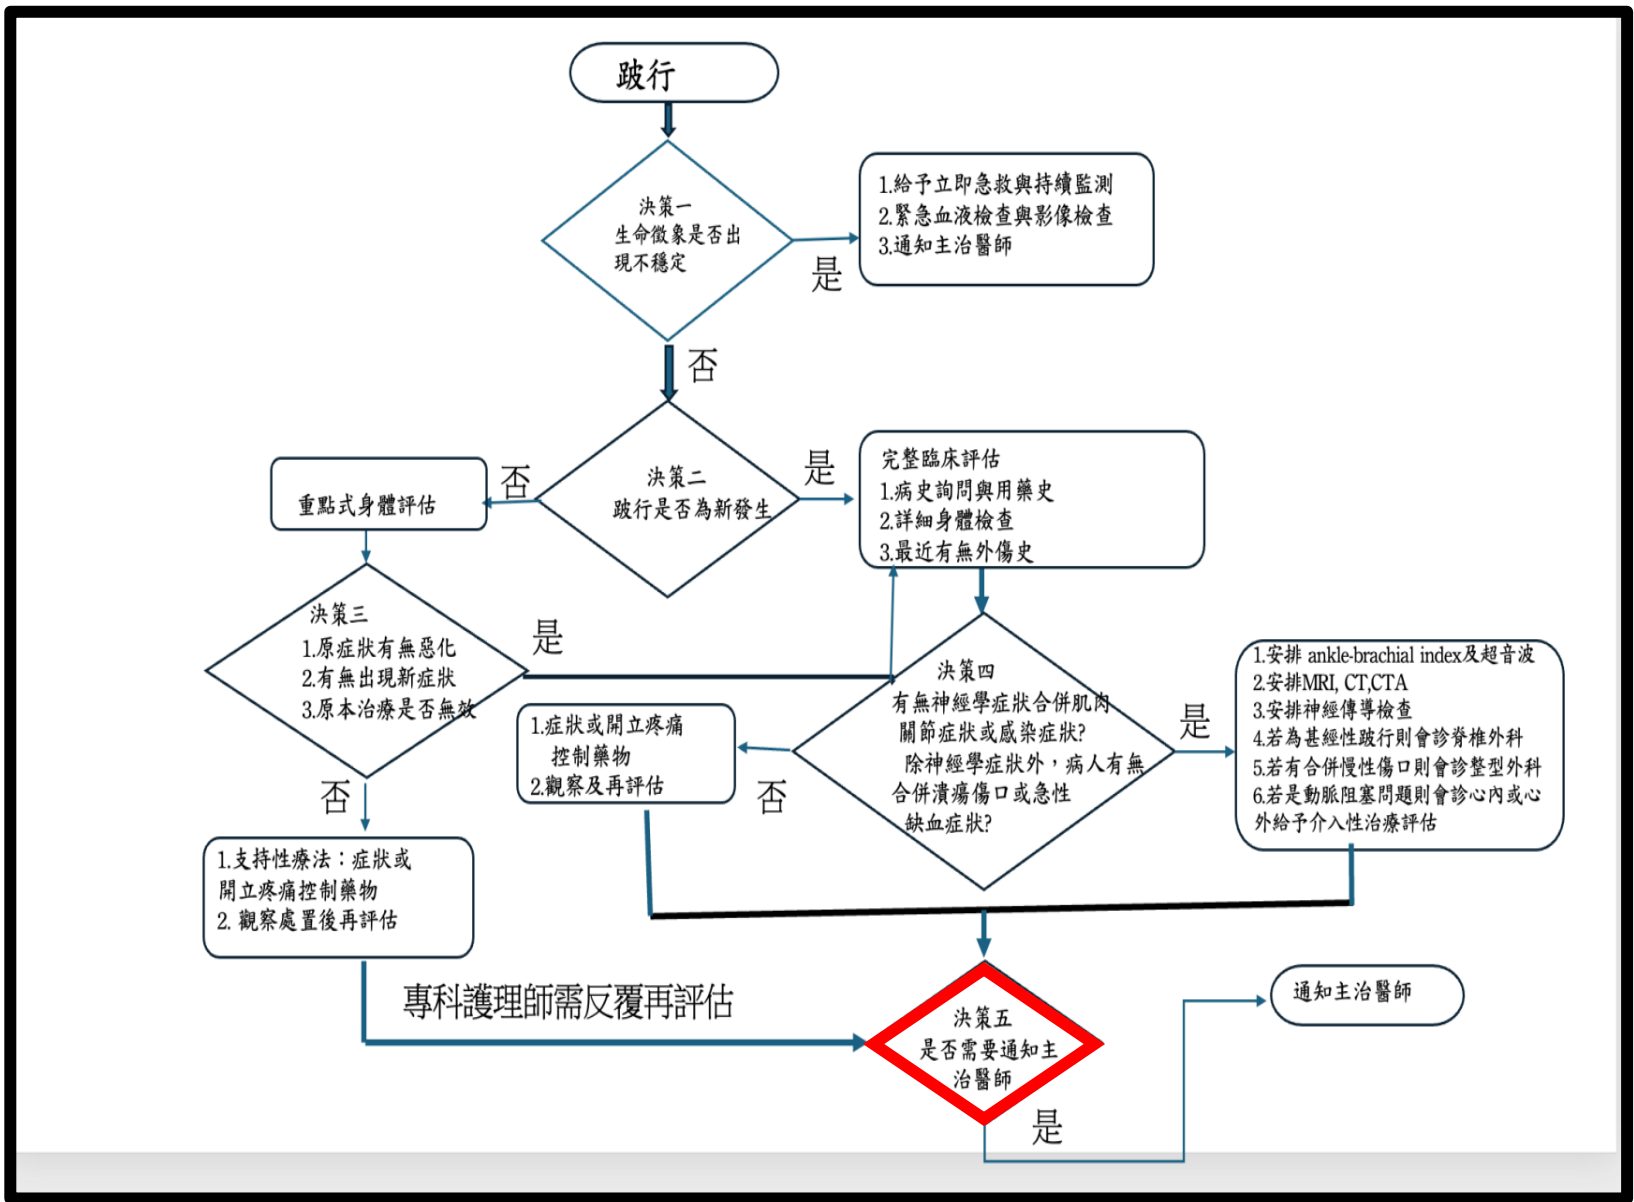 跛行
決策一
生命徵象是否出
現不穩定
是
1.給予立即急救與持續監測
2.緊急血液檢查與影像檢查
3.通知主治醫師
否
決策二
跛行是否為新發生
否
是
重點式身體評估
完整臨床評估
1.病史詢問與用藥史
2.詳細身體檢查
3.最近有無外傷史
決策三
1.原症狀有無惡化
2.有無出現新症狀
3.原本治療是否無效
是
否
決策四
有無神經學症狀合併肌肉
關節症狀或感染症狀?
除神經學症狀外，病人有無
合併潰瘍傷口或急性
缺血症狀?
否
是
1.症狀或開立疼痛
控制藥物
2.觀察及再評估
1.安排 ankle-brachial index及超音波
2.安排MRI, CT,CTA
3.安排神經傳導檢查
4.若為甚經性跛行則會診脊椎外科
5.若有合併慢性傷口則會診整型外科
6.若是動脈阻塞問題則會診心內或心
外給予介入性治療評估
1.支持性療法：症狀或
開立疼痛控制藥物
2. 觀察處置後再評估
專科護理師需反覆再評估
決策五
是否需要通知主
治醫師
是
通知主治醫師